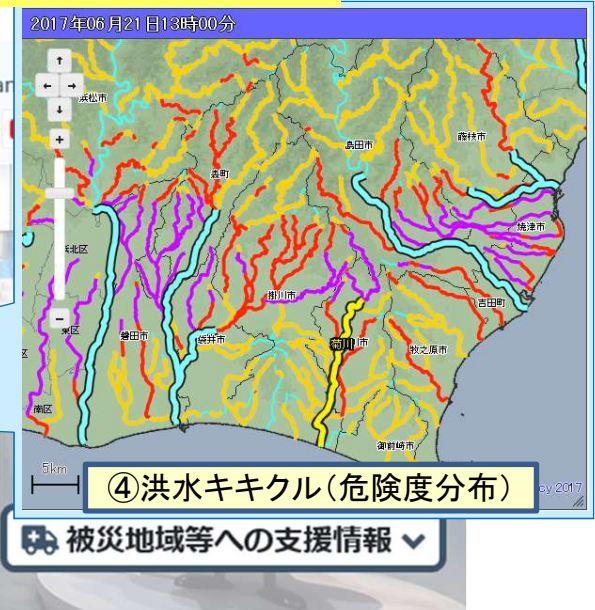 2017年06月21日13時00分
浜松市
島田市
藤枝市
森町
焼津市
浜北区
掛川市
吉田町
東区
磐田市
袋井市
菊川市
牧之原市
南区
御前崎市
5km
④洪水キキクル(危険度分布)
cy 2017
被災地域等への支援情報